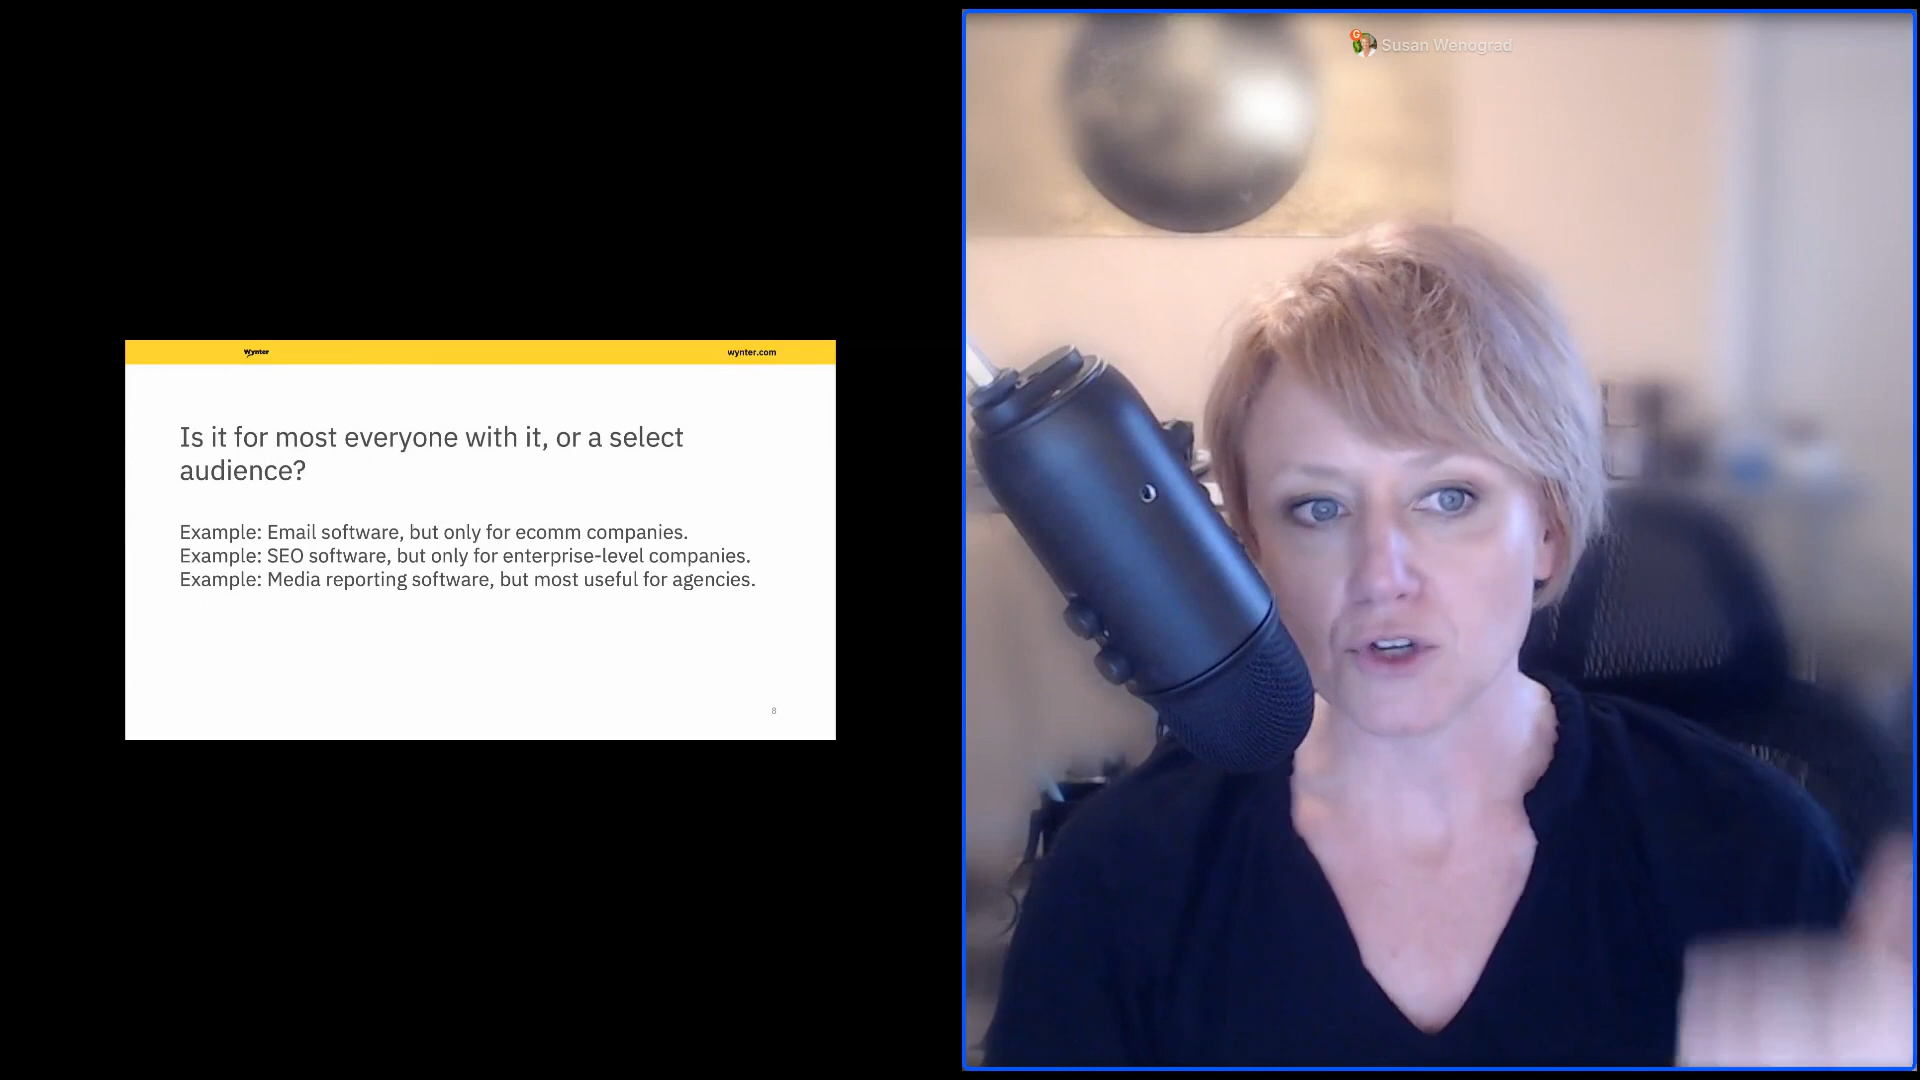 Wynter
wynter.com
Is it for most everyone with it, or a select
audience?
Example: Email software, but only for ecomm companies.
Example: SEO software, but only for enterprise-level companies.
Example: Media reporting software, but most useful for agencies.
8
G
Susan Wenograd